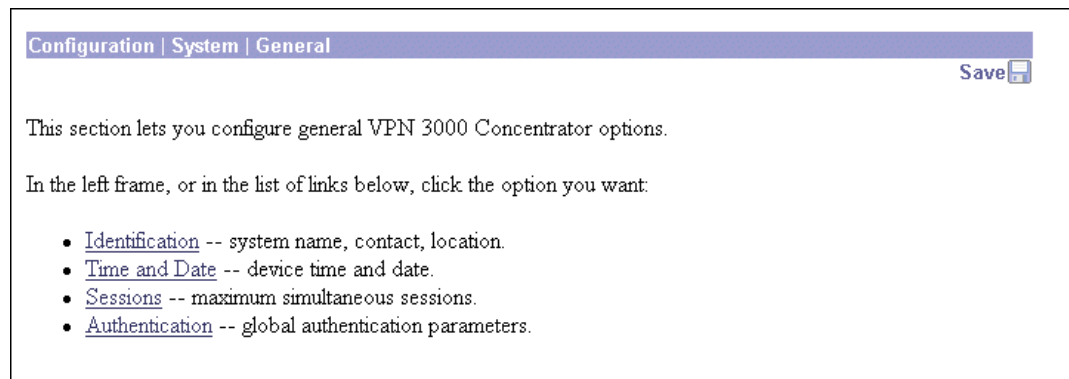 Configuration | System | General
Save
This section lets you configure general VPN 3000 Concentrator options.
In the left frame, or in the list of links below, click the option you want:
• Identification -- system name, contact, location.
• Time and Date -- device time and date.
• Sessions -- maximum simultaneous sessions.
• Authentication -- global authentication parameters.